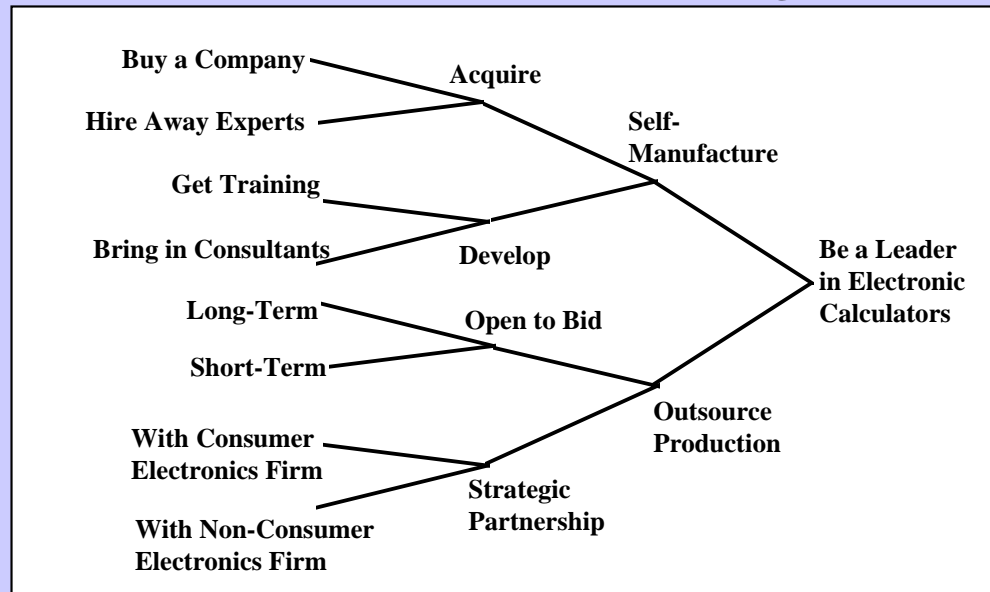 Buy a Company
Hire Away Experts
Acquire
Self-
Manufacture
Get Training
Bring in Consultants
Develop
Be a Leader
in Electronic
Calculators
Long-Term
Short-Term
Open to Bid
Outsource
Production
With Consumer
Electronics Firm
Strategic
Partnership
With Non-Consumer
Electronics Firm